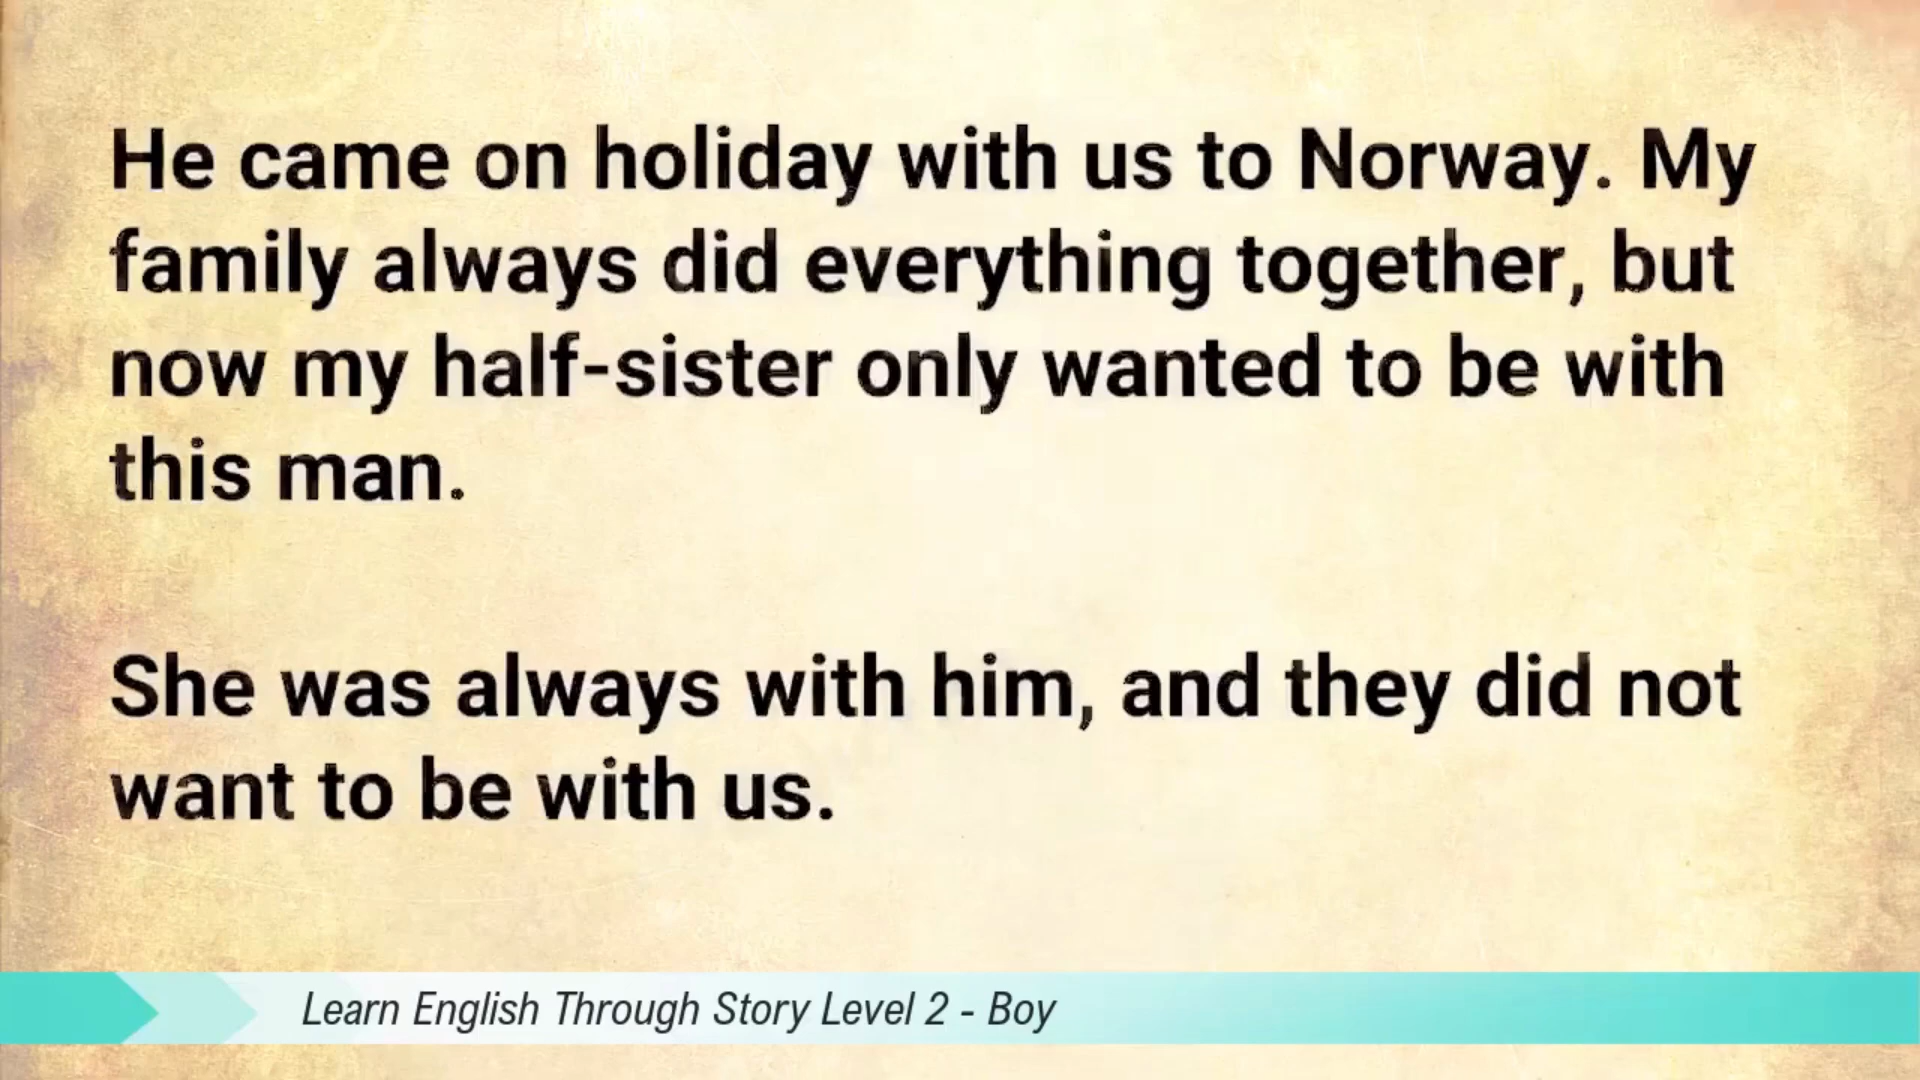 He came on holiday with us to Norway. My
family always did everything together, but
now my half-sister only wanted to be with
this man.
She was always with him, and they did not
want to be with us.
Learn English Through Story Level 2 - Boy